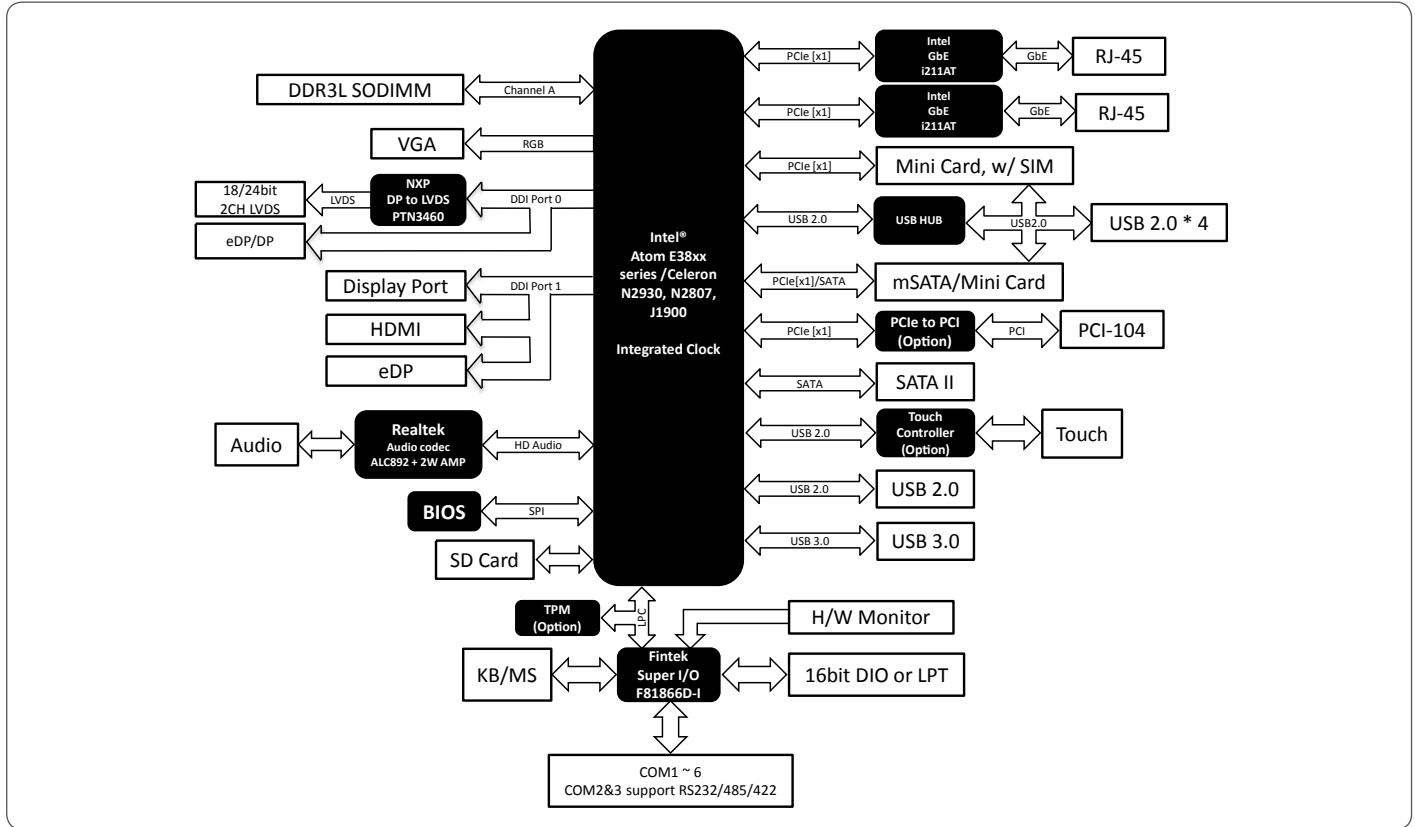 DDR3L SODIMM
Channel A
VGA
RGB
18/24bit
2CH LVDS
LVDS
NXP
DP to LVDS
PTN3460
DDI Port 0
eDP/DP
Display Port
DDI Port 1
HDMI
eDP
Audio
Realtek
Audio codec
ALC892 + 2W AMP
HD Audio
BIOS
SPI
SD Card
Intel®
Atom E38xx
series /Celeron
N2930, N2807,
J1900
Integrated Clock
PCIe [x1]
Intel
GbE
i211AT
GbE
RJ-45
PCIe [x1]
Intel
GbE
i211AT
GbE
RJ-45
PCIe [x1]
Mini Card, w/ SIM
USB 2.0
USB HUB
USB2.0
USB 2.0 * 4
PCIe[x1]/SATA
mSATA/Mini Card
PCIe [x1]
PCIe to PCI
(Option)
PCI
PCI-104
SATA
SATA II
USB 2.0
Touch
Controller
(Option)
Touch
USB 2.0
USB 2.0
USB 3.0
USB 3.0
TPM
(Option)
LPC
H/W Monitor
KB/MS
Fintek
Super I/O
F81866D-I
16bit DIO or LPT
COM1 ~ 6
COM2&3 support RS232/485/422